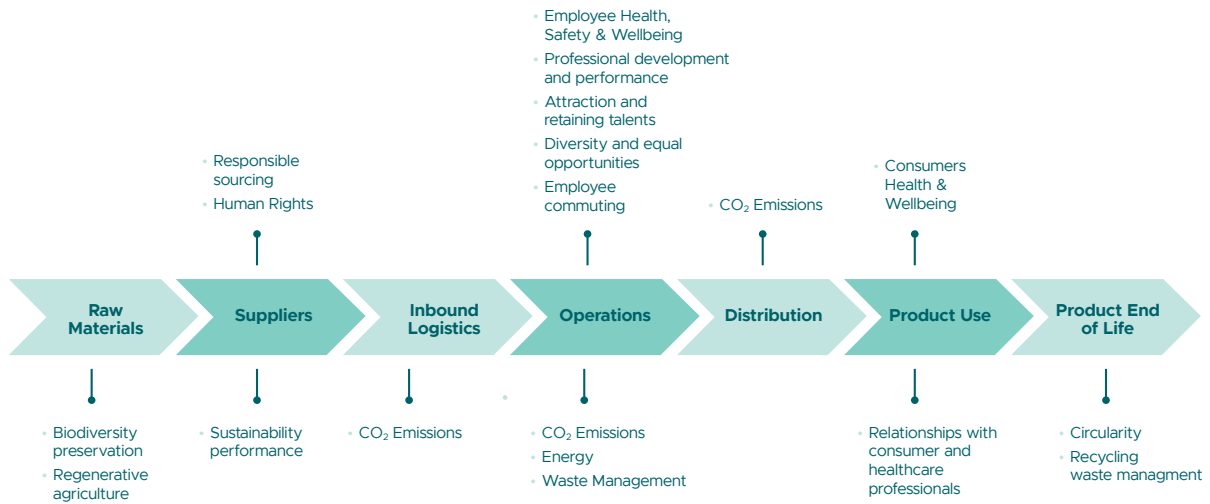 • Employee Health,
Safety & Wellbeing
• Professional development
and performance
• Attraction and
retaining talents
• Diversity and equal
opportunities
• Employee
commuting
• Responsible
sourcing
• Human Rights
• CO₂ Emissions
• Consumers
Health &
Wellbeing
Raw
Materials
Suppliers
Inbound
Logistics
Operations
Distribution
Product Use
Product End
of Life
• Biodiversity
preservation
• Regenerative
agriculture
• Sustainability
performance
• CO₂ Emissions
• CO₂ Emissions
• Energy
• Waste Management
• Relationships with
consumer and
healthcare
professionals
• Circularity
• Recycling
waste managment